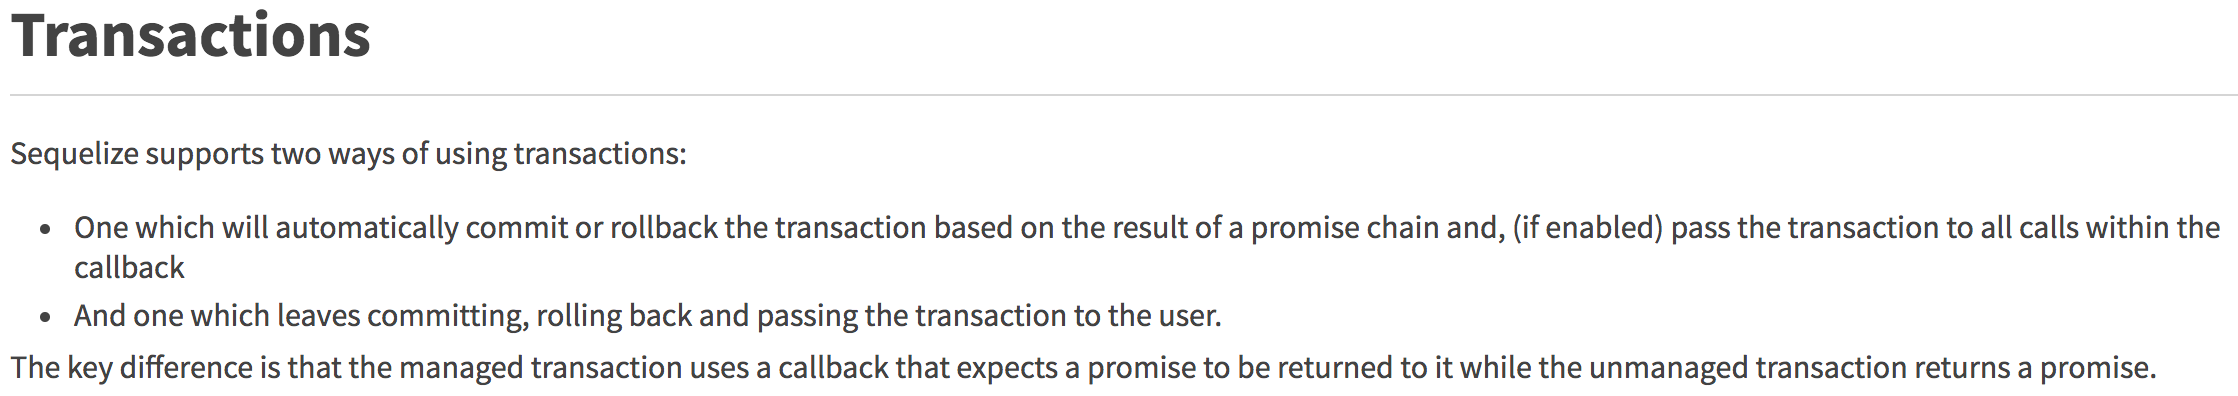 Transactions
Sequelize supports two ways of using transactions:
• One which will automatically commit or rollback the transaction based on the result of a promise chain and, (if enabled) pass the transaction to all calls within the
callback
• And one which leaves committing, rolling back and passing the transaction to the user.
The key difference is that the managed transaction uses a callback that expects a promise to be returned to it while the unmanaged transaction returns a promise.